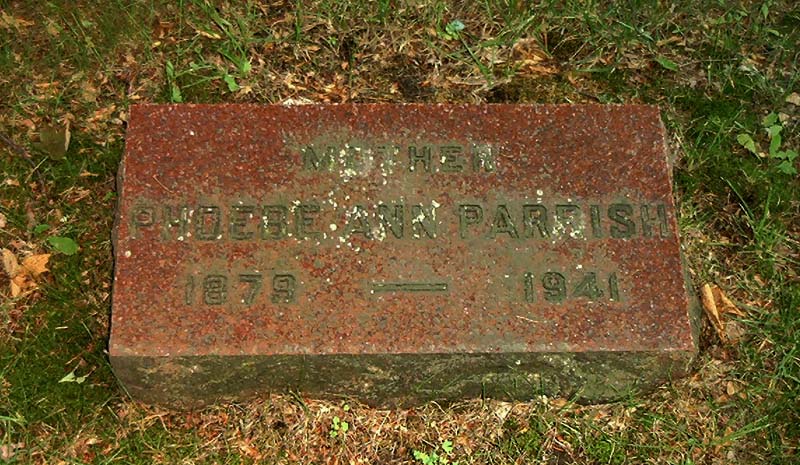 MOTHER
PHOEBE ANN PARRISH
1879 — 1941